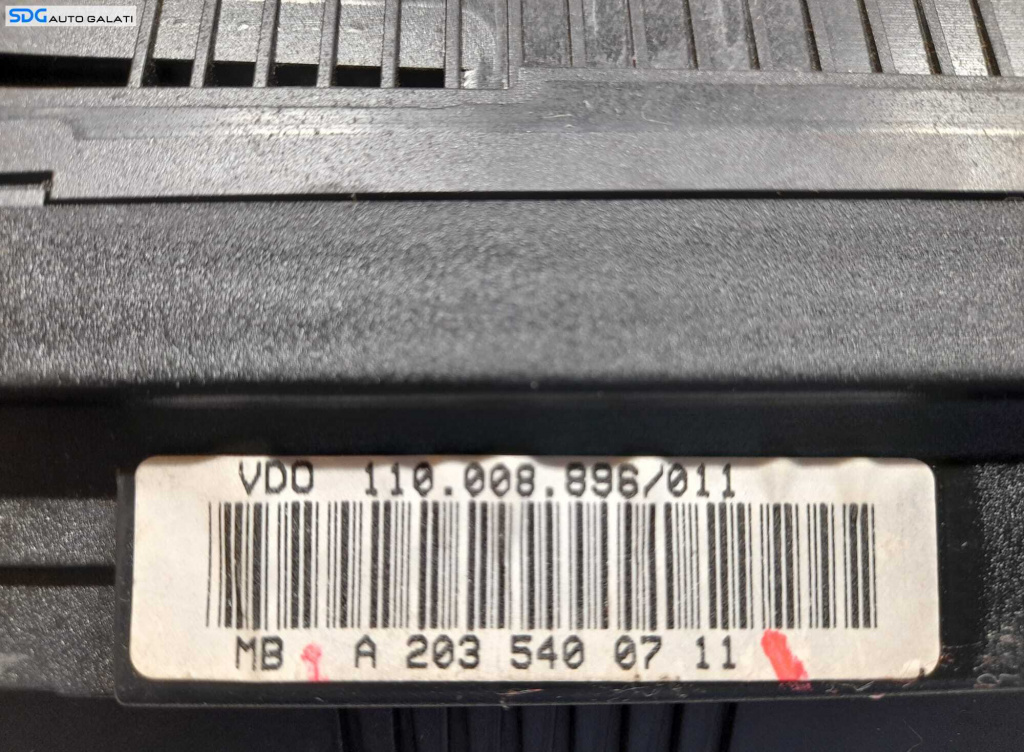 SDG AUTO GALATI
VDO 110.008.896/011
MB A 203 540 07 11